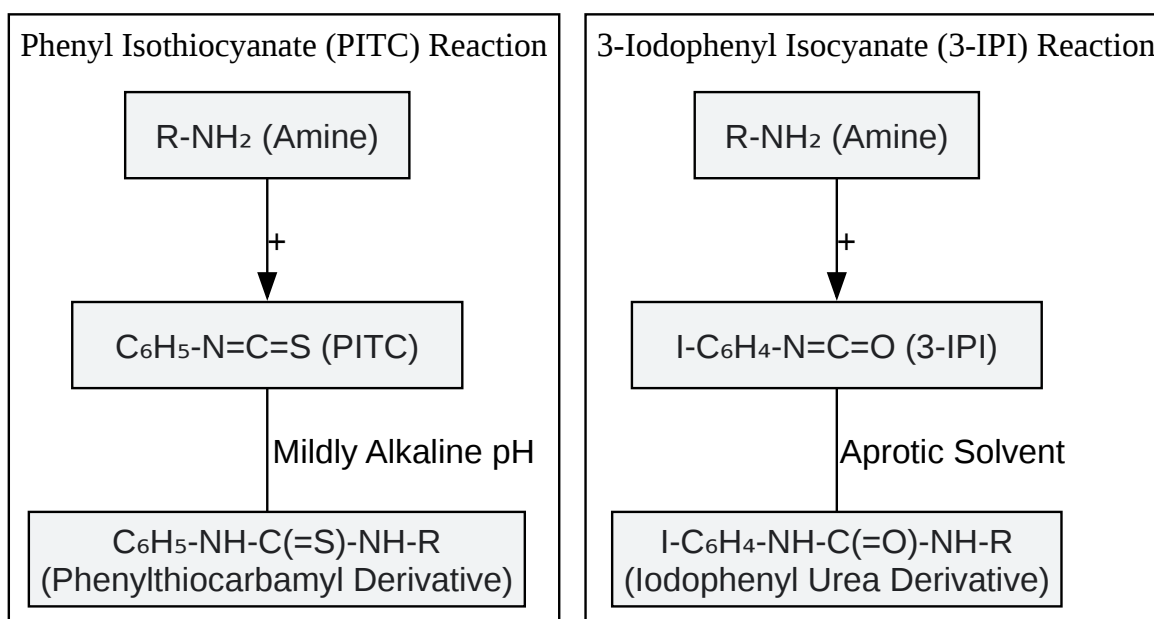 Phenyl Isothiocyanate (PITC) Reaction
R-NH₂ (Amine)
+
C₆H₅-N=C=S (PITC)
Mildly Alkaline pH
C₆H₅-NH-C(=S)-NH-R
(Phenylthiocarbamyl Derivative)
3-Iodophenyl Isocyanate (3-IPI) Reaction
R-NH₂ (Amine)
+
I-C₆H₄-N=C=O (3-IPI)
Aprotic Solvent
I-C₆H₄-NH-C(=O)-NH-R
(Iodophenyl Urea Derivative)